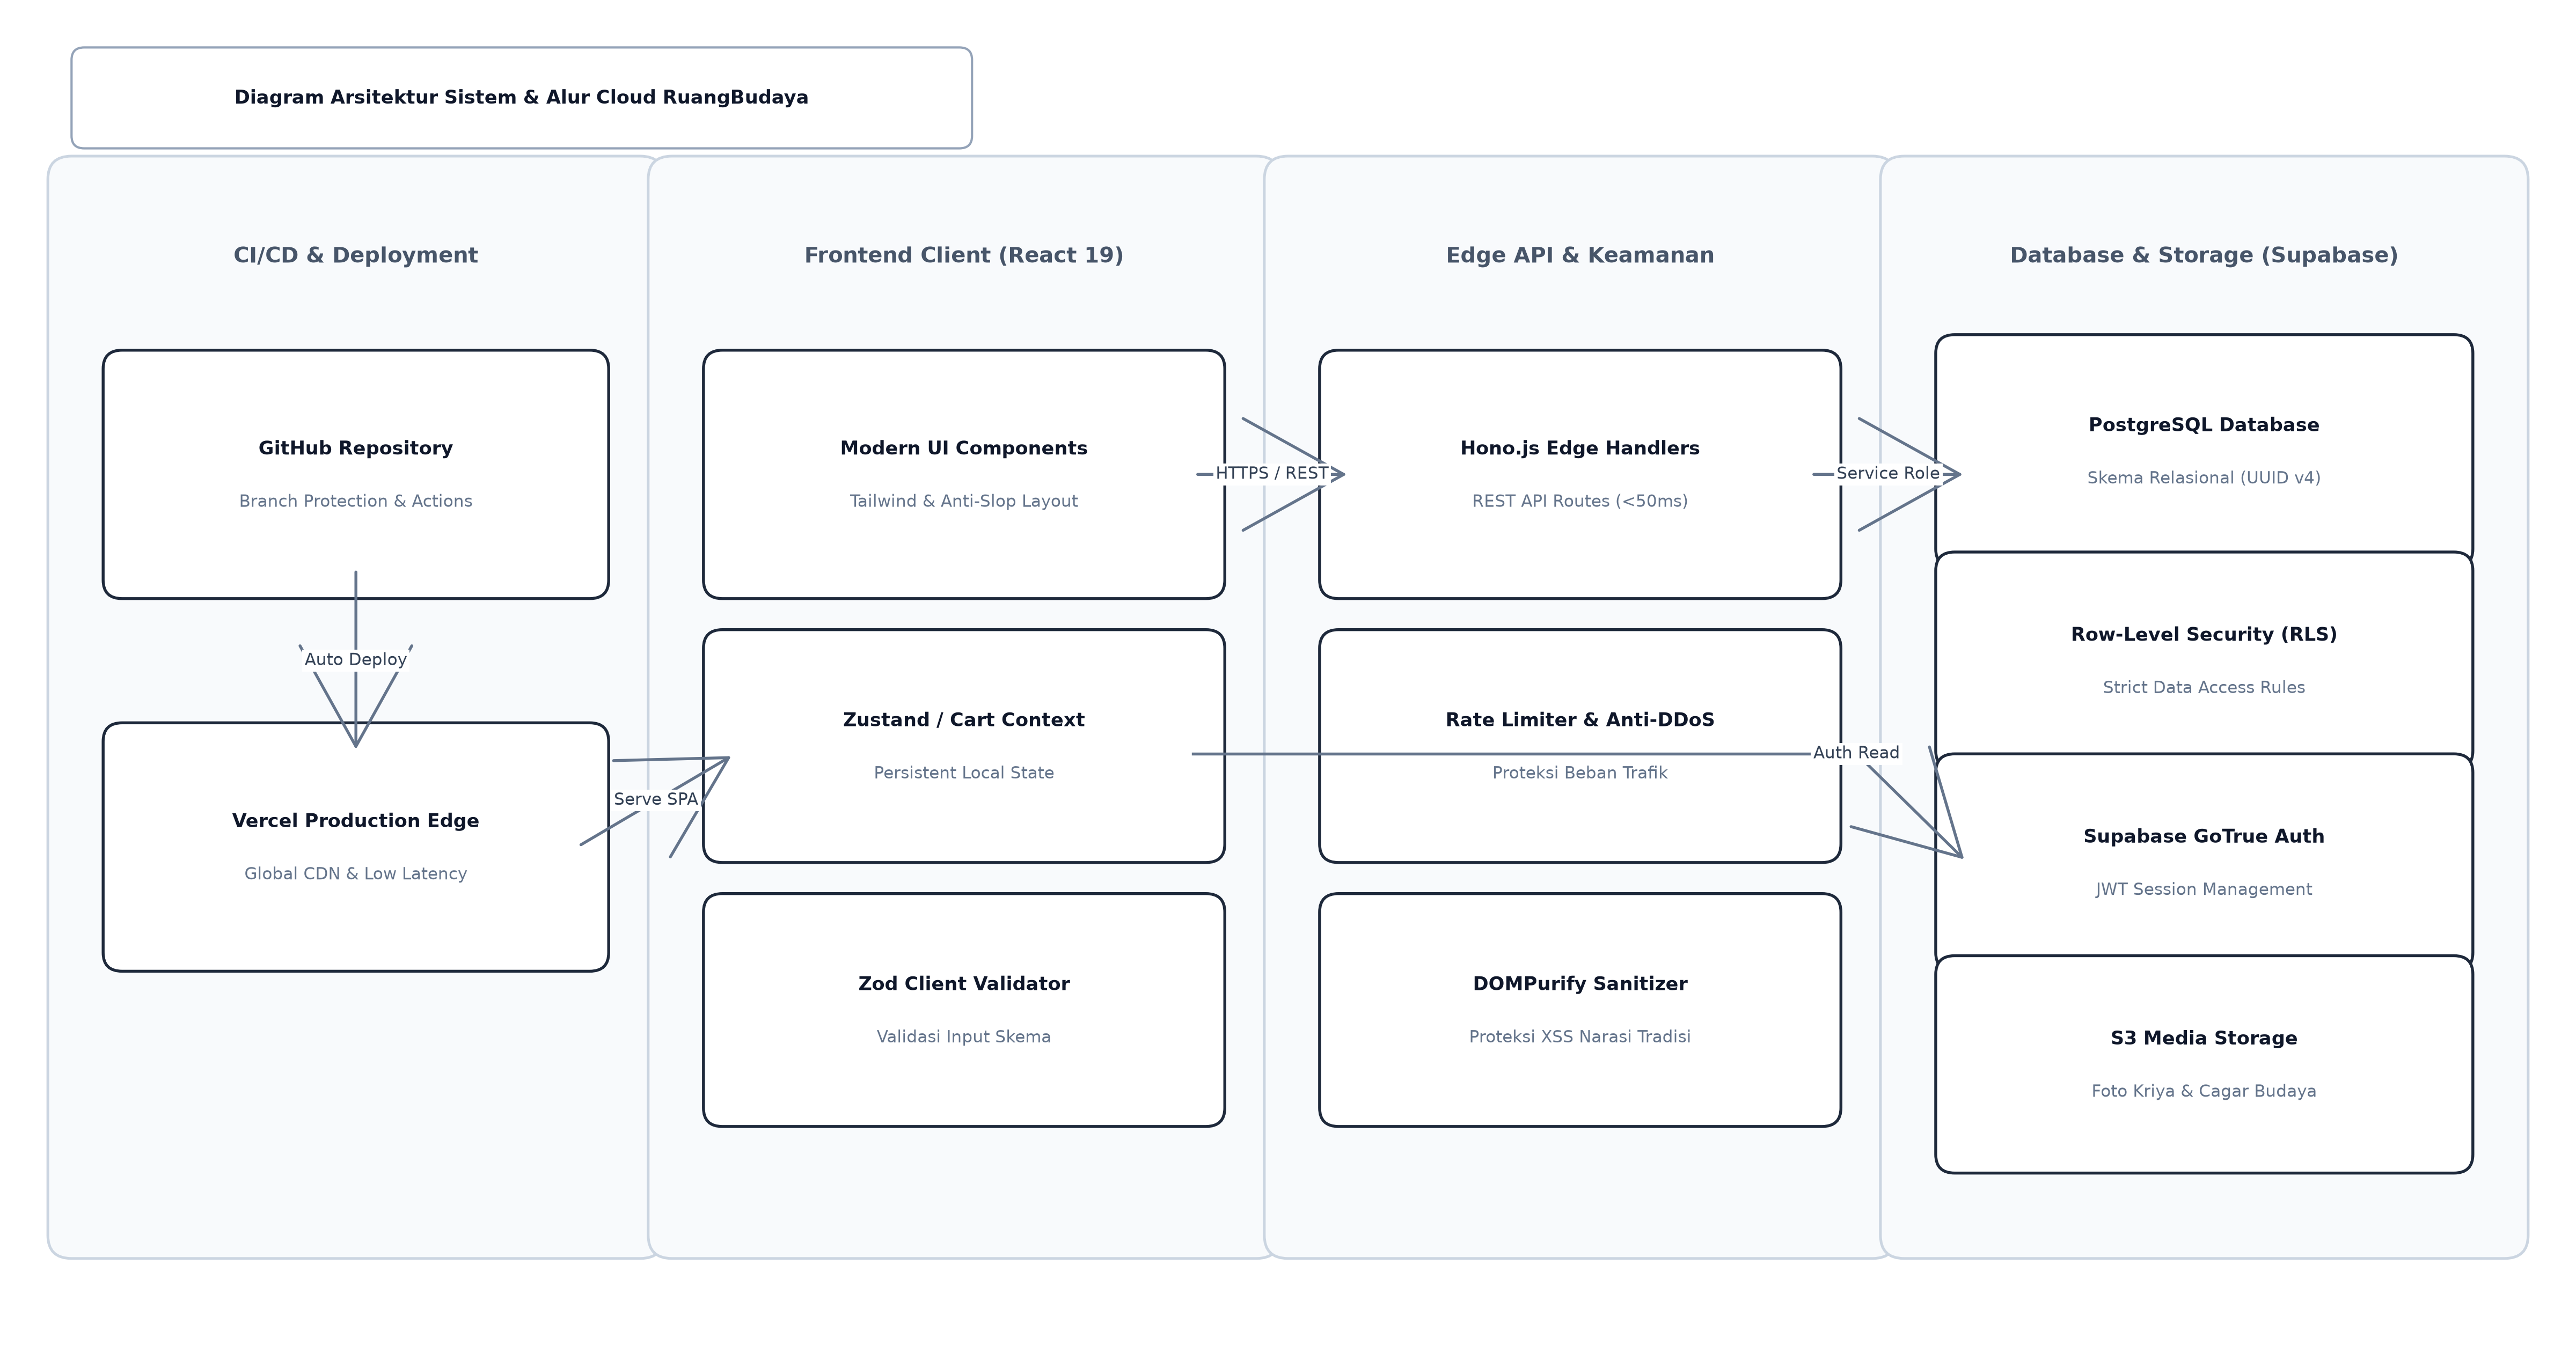 Diagram Arsitektur Sistem & Alur Cloud RuangBudaya
CI/CD & Deployment
GitHub Repository
Branch Protection & Actions
Auto Deploy
Vercel Production Edge
Global CDN & Low Latency
Serve SPA
Frontend Client (React 19)
Modern UI Components
Tailwind & Anti-Slop Layout
HTTPS / REST
Zustand / Cart Context
Persistent Local State
Zod Client Validator
Validasi Input Skema
Edge API & Keamanan
Hono.js Edge Handlers
REST API Routes (<50ms)
Service Role
Rate Limiter & Anti-DDoS
Proteksi Beban Trafik
Auth Read
DOMPurify Sanitizer
Proteksi XSS Narasi Tradisi
Database & Storage (Supabase)
PostgreSQL Database
Skema Relasional (UUID v4)
Row-Level Security (RLS)
Strict Data Access Rules
Supabase GoTrue Auth
JWT Session Management
S3 Media Storage
Foto Kriya & Cagar Budaya